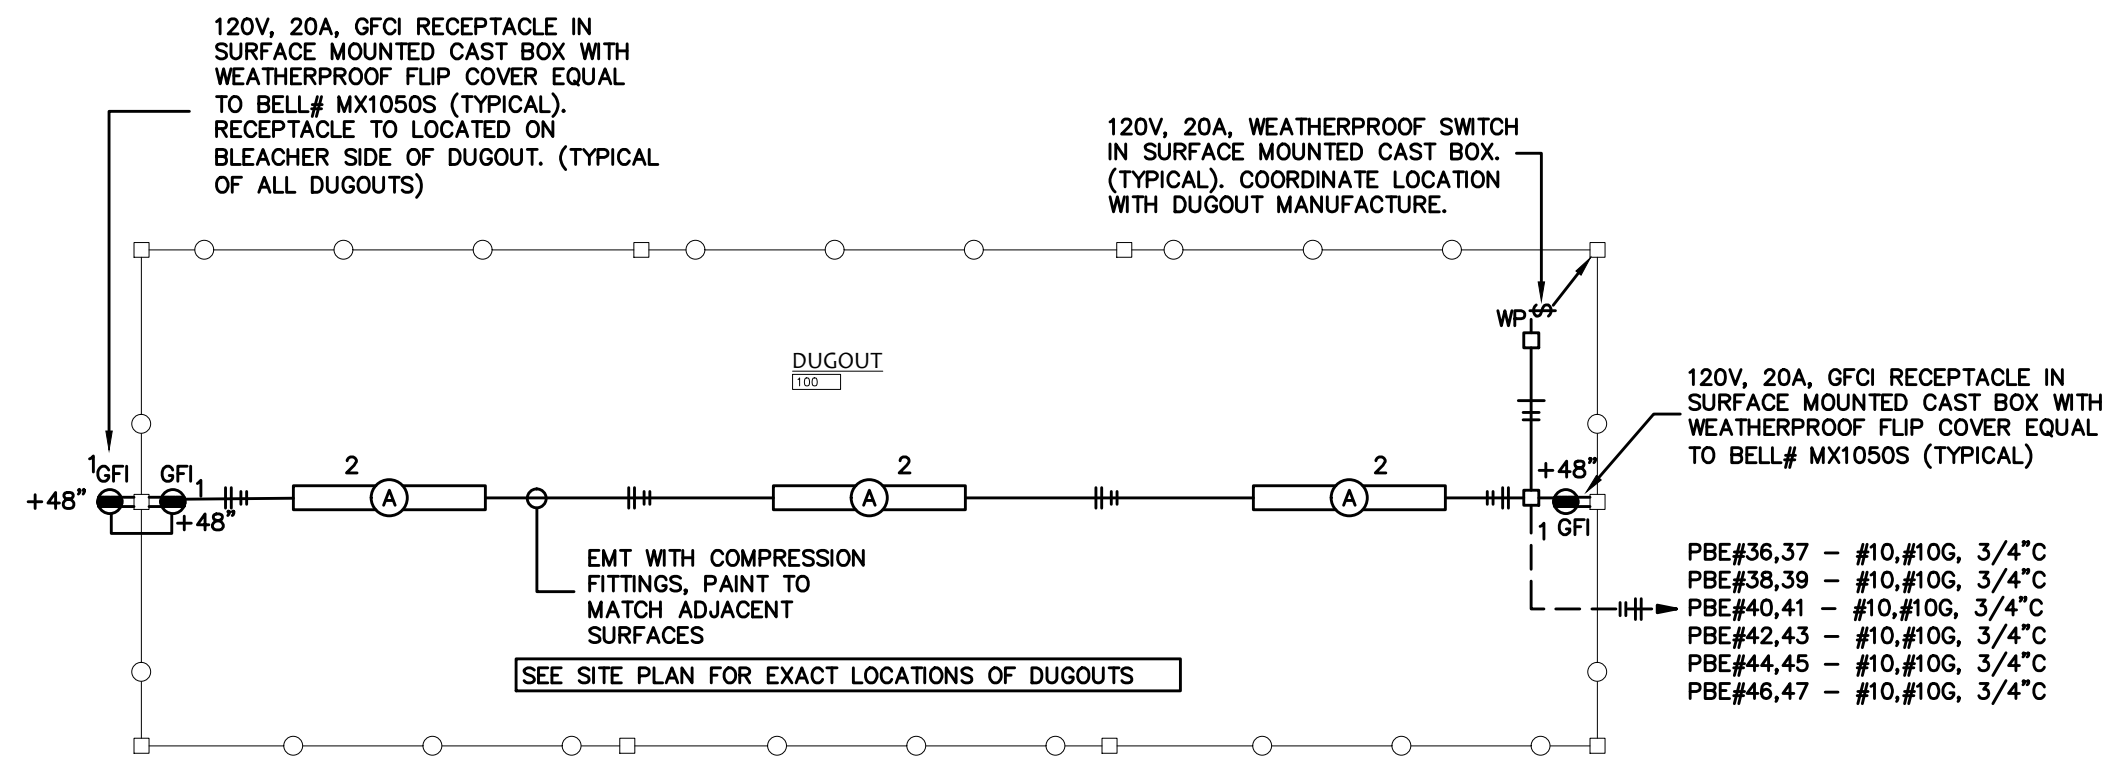 120V, 20A, GFCI RECEPTACLE IN
SURFACE MOUNTED CAST BOX WITH
WEATHERPROOF FLIP COVER EQUAL
TO BELL# MX1050S (TYPICAL).
RECEPTACLE TO LOCATED ON
BLEACHER SIDE OF DUGOUT. (TYPICAL
OF ALL DUGOUTS)
120V, 20A, WEATHERPROOF SWITCH
IN SURFACE MOUNTED CAST BOX.
(TYPICAL). COORDINATE LOCATION
WITH DUGOUT MANUFACTURE.
WP S
DUGOUT
100
120V, 20A, GFCI RECEPTACLE IN
SURFACE MOUNTED CAST BOX WITH
WEATHERPROOF FLIP COVER EQUAL
TO BELL# MX1050S (TYPICAL)
1 GFI
GFI 1
+48"
+48"
2
A
2
A
2
A
+48"
1 GFI
EMT WITH COMPRESSION
FITTINGS, PAINT TO
MATCH ADJACENT
SURFACES
PBE#36,37 – #10,#10G, 3/4"C
PBE#38,39 – #10,#10G, 3/4"C
PBE#40,41 – #10,#10G, 3/4"C
PBE#42,43 – #10,#10G, 3/4"C
PBE#44,45 – #10,#10G, 3/4"C
PBE#46,47 – #10,#10G, 3/4"C
SEE SITE PLAN FOR EXACT LOCATIONS OF DUGOUTS